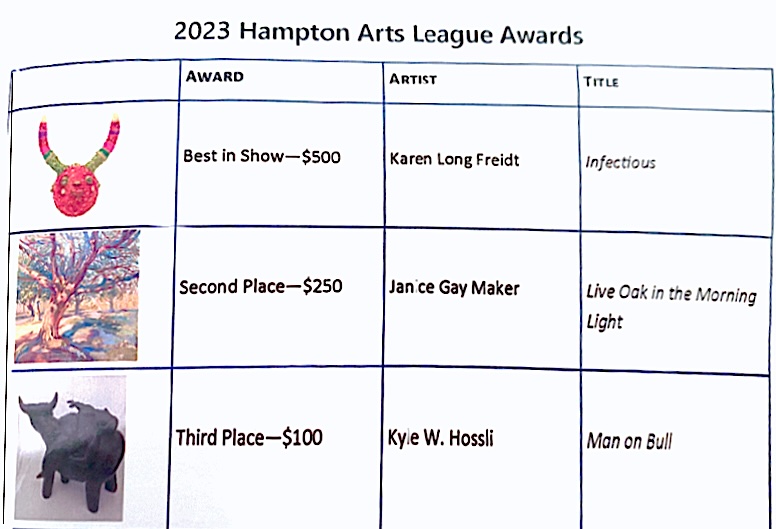 2023 Hampton Arts League Awards
AWARD ARTIST TITLE
Best in Show—$500 Karen Long Freidt Infectious
Second Place—$250 Janice Gay Maker Live Oak in the Morning
Light
Third Place—$100 Kyle W. Hossli Man on Bull